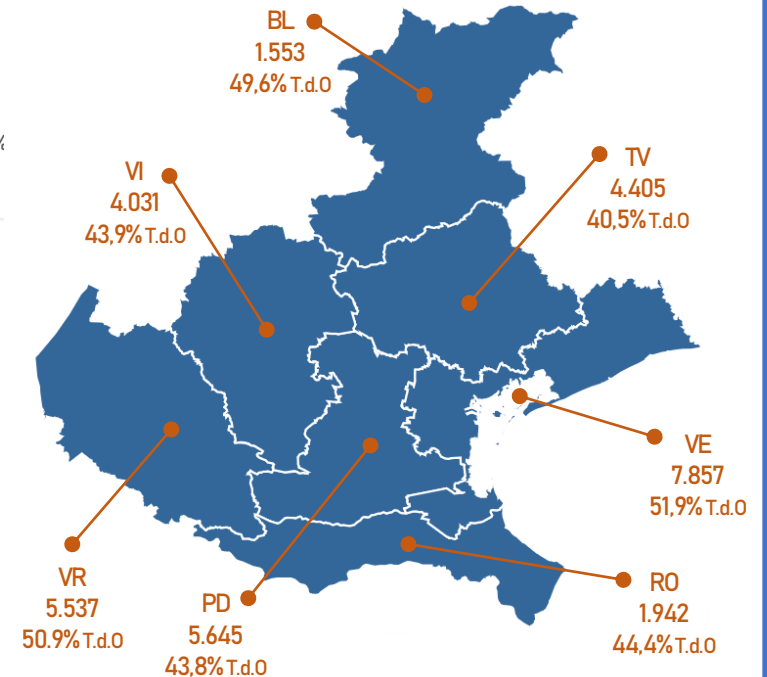 BL
1.553
49,6% T.d.O
%
VI
4.031
43,9% T.d.O
TV
4.405
40,5% T.d.O
VE
7.857
51,9% T.d.O
VR
5.537
50.9% T.d.O
PD
5.645
43,8% T.d.O
RO
1.942
44,4% T.d.O